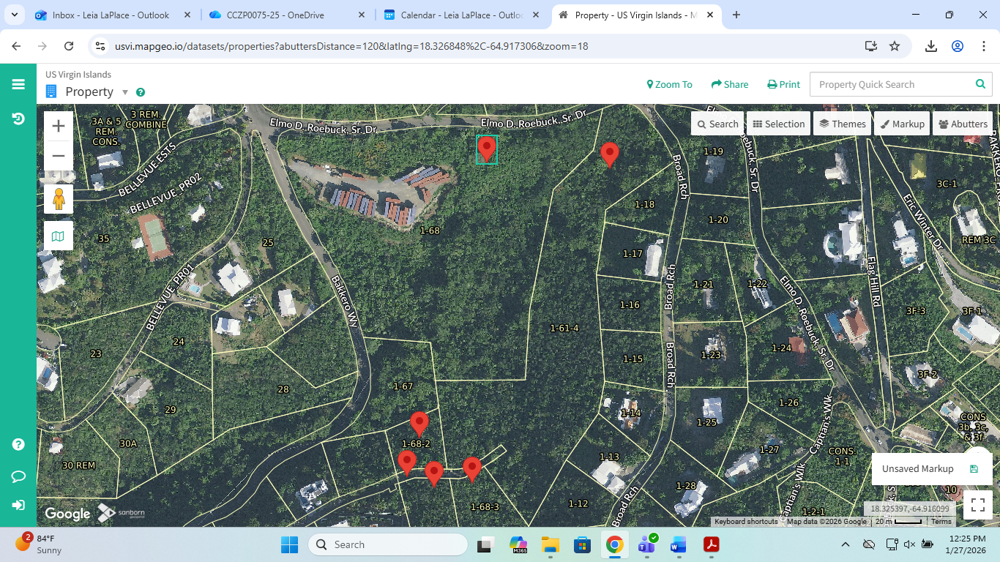 Inbox - Leia LaPlace - Outlook
CCZP0075-25 - OneDrive
Calendar - Leia LaPlace - Outlo
Property - US Virgin Islands - M
usvi.mapgeo.io/datasets/properties?abuttersDistance=120&latlng=18.326848%2C-64.917306&zoom=18
US Virgin Islands
Property
Zoom To
Share
Print
Property Quick Search
Search
Selection
Themes
Markup
Abutters
3A & 5
REM.
CONS.
3 REM.
COMBINE
Elmo D. Roebuck, Sr. Dr
Elmo D. Roebuck, Sr. Dr
BELLEVUE ESTS
BELLEVUE_PR02
BELLEVUE_PR01
Bakkero WY
Broad Rch
Broad Rch
Broad Rch
Broad Rch
Elmo D. Roebuck, Sr. Dr
Flag Hill Rd
Eric Winter Dr
Captian's Wlk
Captian's Wlk
1-19
3C-1
1-18
1-20
35
25
1-68
REM 3C
1-17
1-21
1-22
1-16
3F-3
3F-1
1-61-4
24
23
1-24
1-15
1-23
3F-2
28
1-67
29
1-26
1-14
1-25
CONS
3b, 3c,
& 3f
30A
1-68-2
1-27
CONS.
1-1
1-13
30 REM
1-28
1-68-3
1-12
1-2-1
10
Unsaved Markup
18.325397,-64.916099
Google
sanborn
Keyboard shortcuts
Map data ©2026 Google
20 m
Terms
2
84°F
Sunny
Search
M365
12:25 PM
1/27/2026